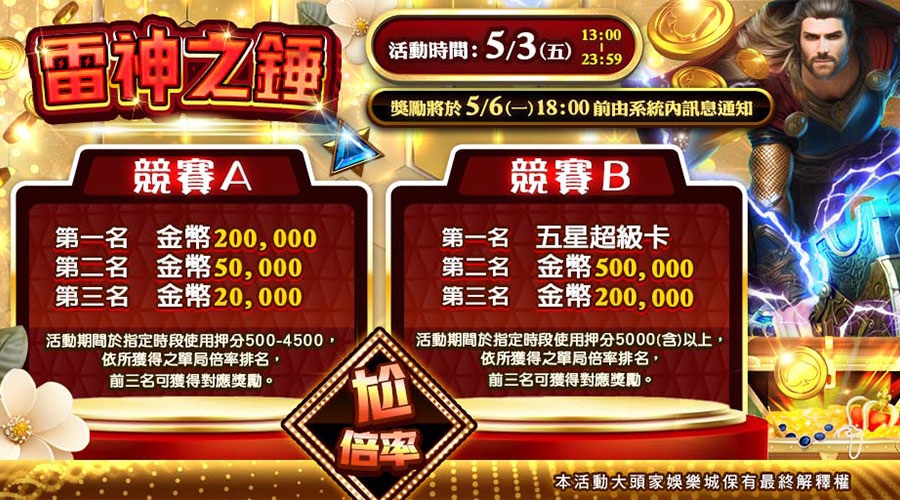 雷神之錘
活動時間：5/3(五) 13:00-23:59
獎勵將於5/6(一)18:00前由系統內訊息通知
競賽A
第一名 金幣200,000
第二名 金幣50,000
第三名 金幣20,000
活動期間於指定時段使用押分500-4500，
依所獲得之單局倍率排名，
前三名可獲得對應獎勵。
競賽B
第一名 五星超級卡
第二名 金幣500,000
第三名 金幣200,000
活動期間於指定時段使用押分5000(含)以上，
依所獲得之單局倍率排名，
前三名可獲得對應獎勵。
尬
倍率
本活動大頭家娛樂城保有最終解釋權